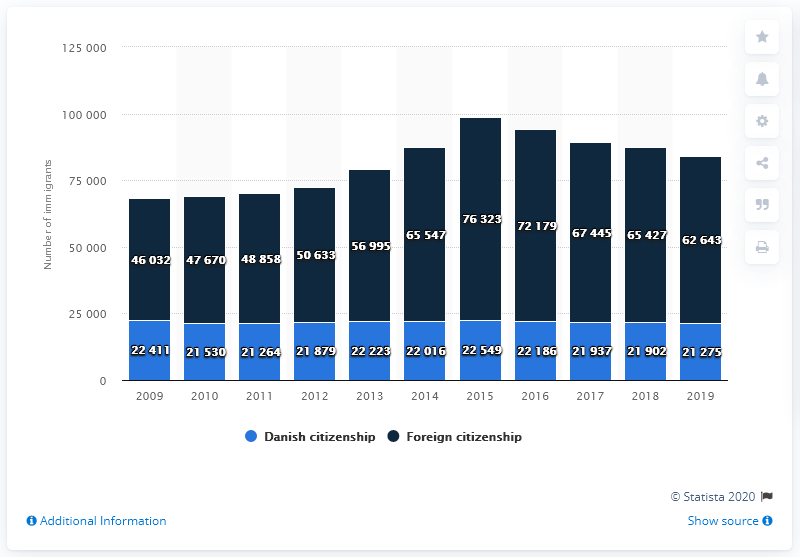 125 000
100 000
75 000
50 000
25 000
0
Number of immigrants
46 032 47 670 48 858 50 633 56 995 65 547 76 323 72 179 67 445 65 427 62 643
22 411 21 530 21 264 21 879 22 223 22 016 22 549 22 186 21 937 21 902 21 275
2009 2010 2011 2012 2013 2014 2015 2016 2017 2018 2019
Danish citizenship Foreign citizenship
© Statista 2020
Additional Information Show source